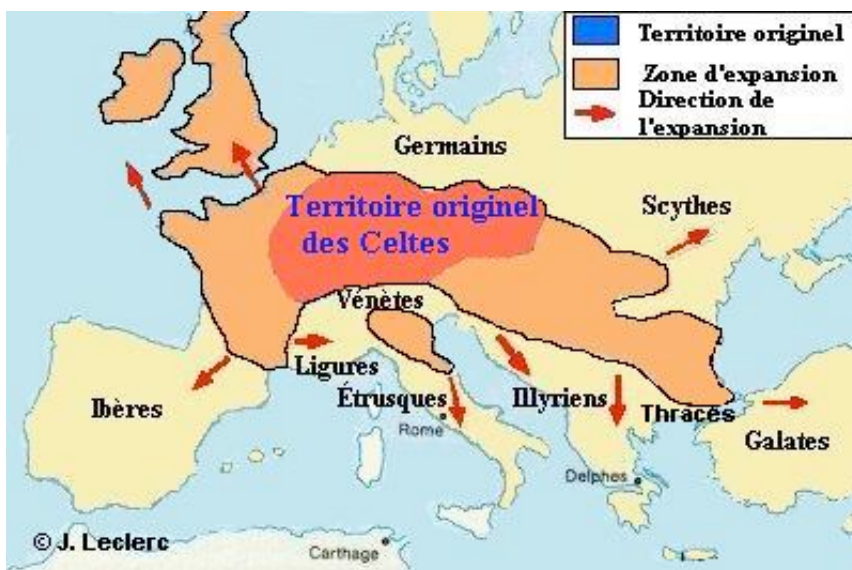 Territoire originel
Zone d'expansion
Direction de
l'expansion
Germains
Scythes
Territoire originel
des Celtes
Vénètes
Ligures
Ibères
Étrusques
Illyriens
Thraces
Rome
Galates
Delphes
© J. Leclerc
Carthage